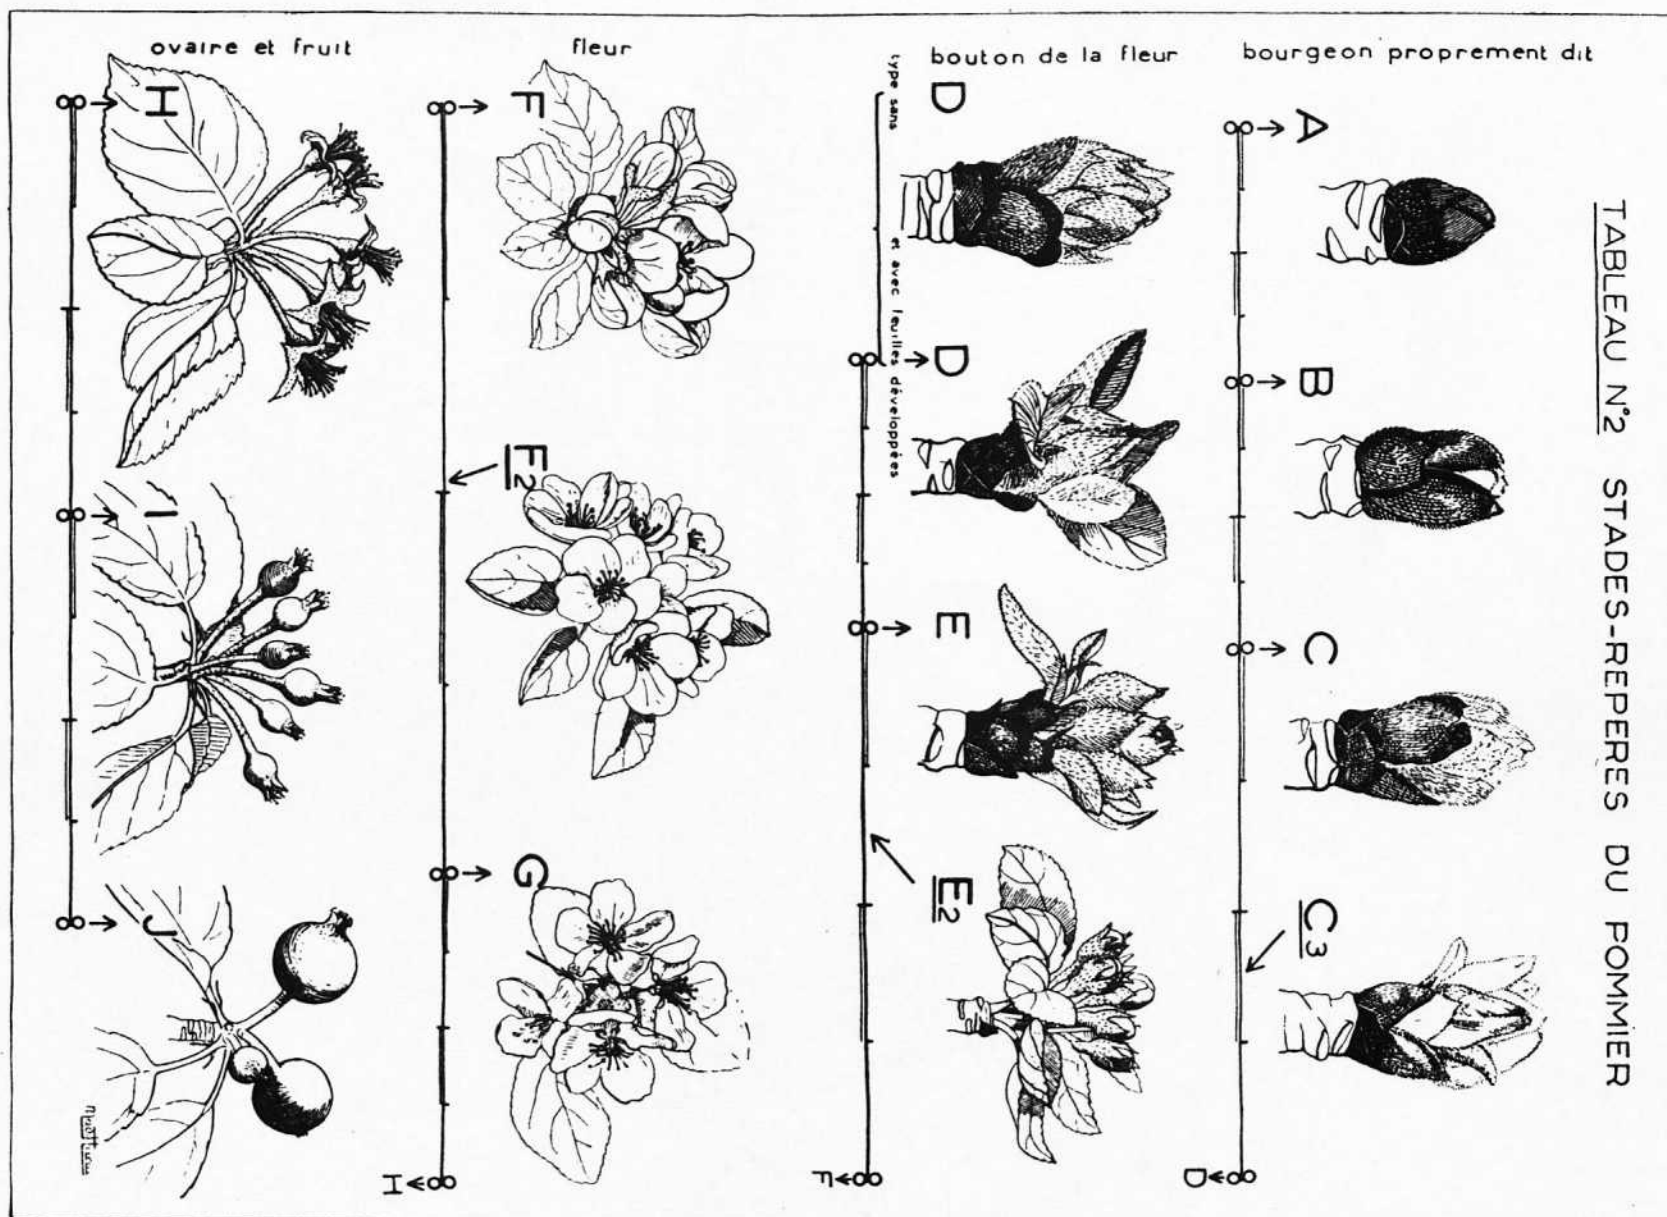 TABLEAU N°2 STADES-REPERES DU POMMIER
bourgeon proprement dit
A
B
C
C3
D
bouton de la fleur
type sans et avec feuilles développées
D
D
E
E2
F
fleur
F
F2
G
H
ovaire et fruit
H
I
J